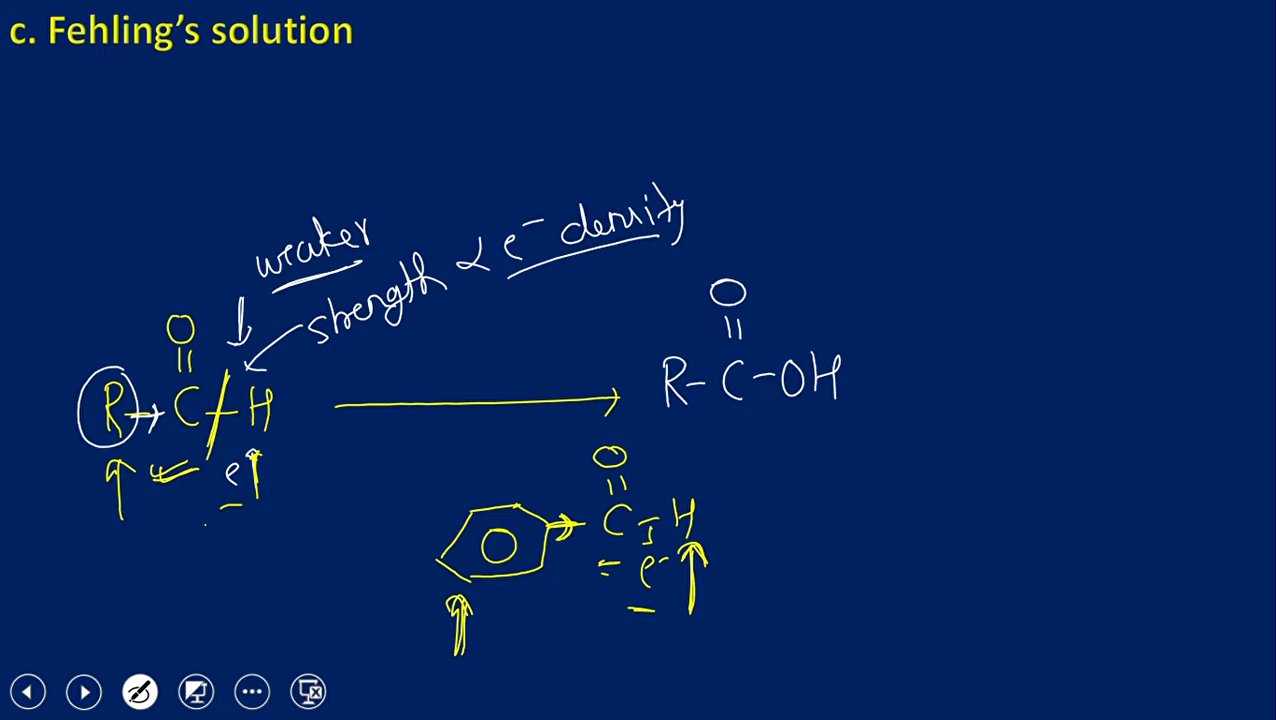 c. Fehling's solution
weaker
strength ∝ e⁻ density
O
||
R → C - H
e
O
||
R - C - OH
O
||
C - H
e⁻